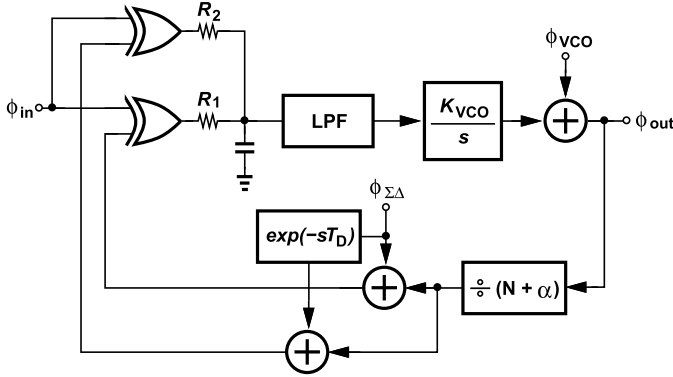 R2
ϕVCO
R1
ϕin
LPF
KVCO
s
ϕout
ϕΣΔ
exp(−sTD)
÷ (N + α)